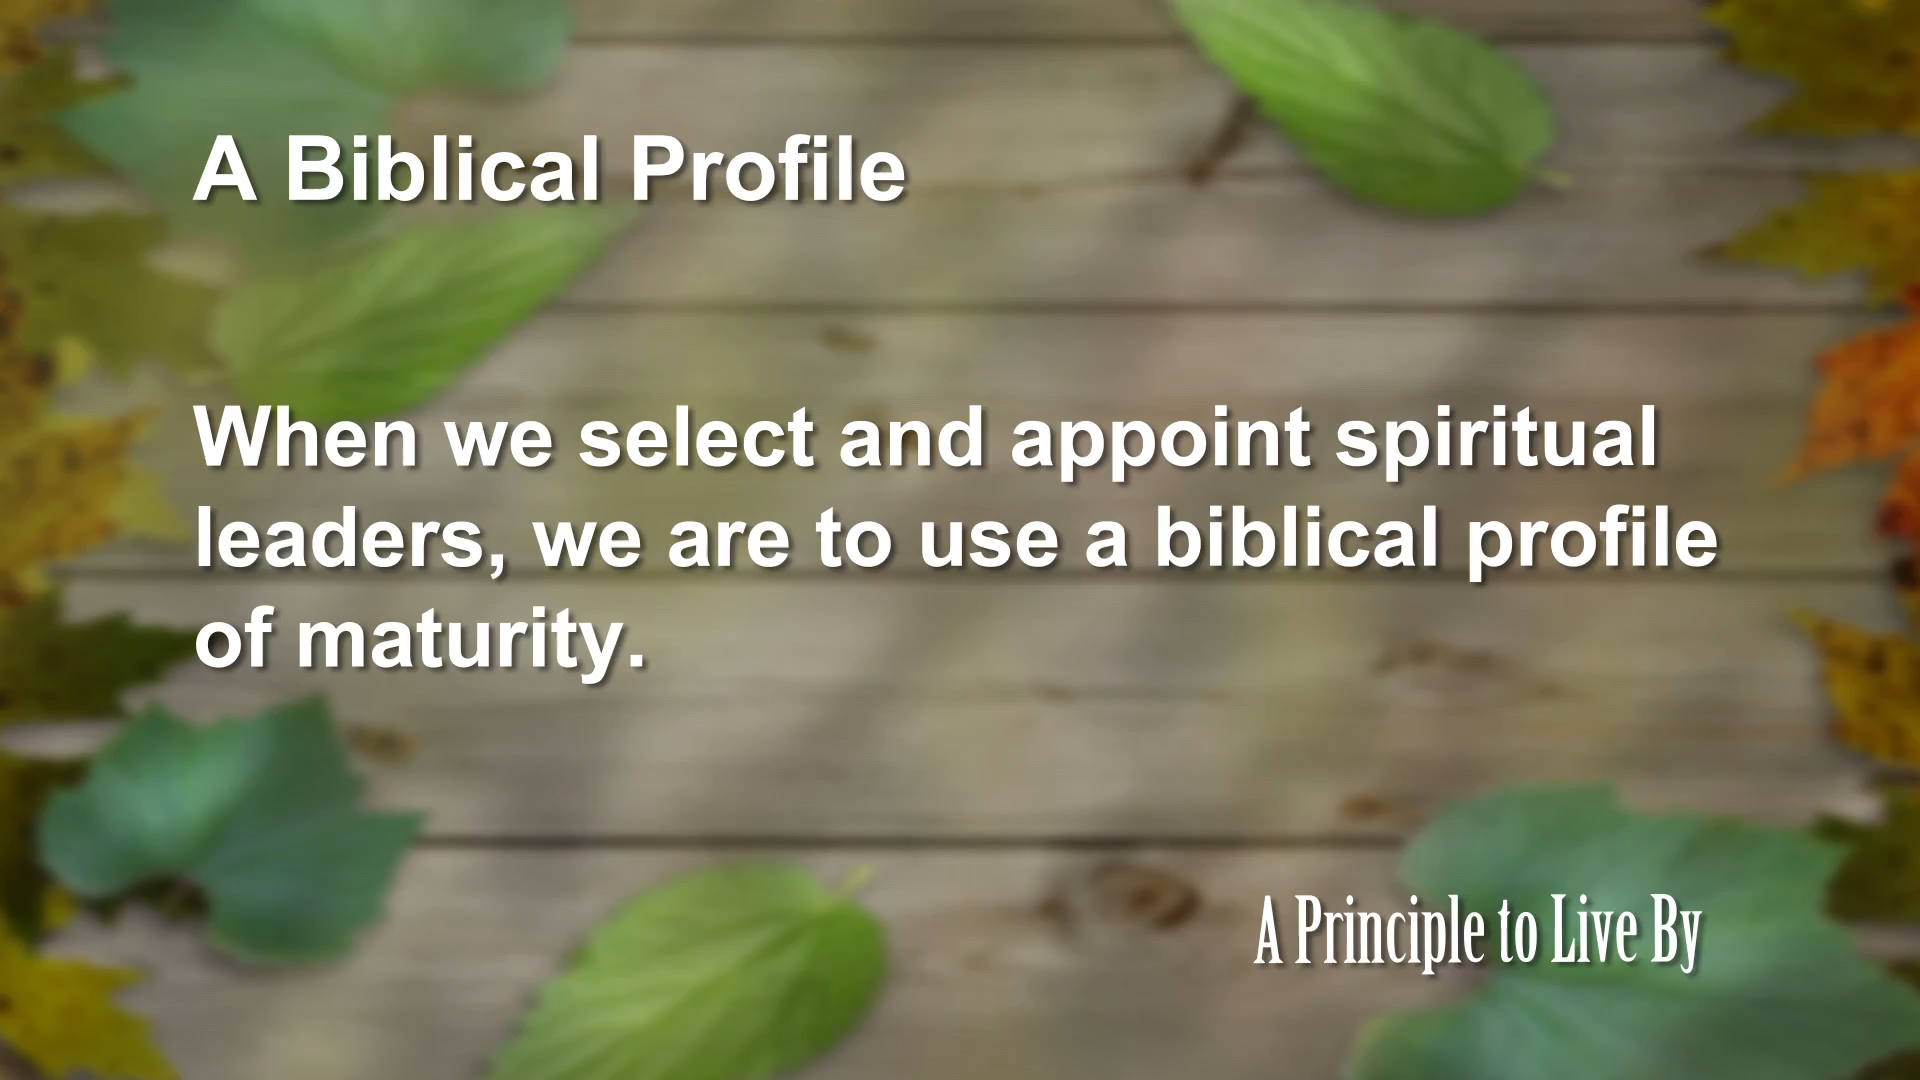 A Biblical Profile
When we select and appoint spiritual
leaders, we are to use a biblical profile
of maturity.
A Principle to Live By